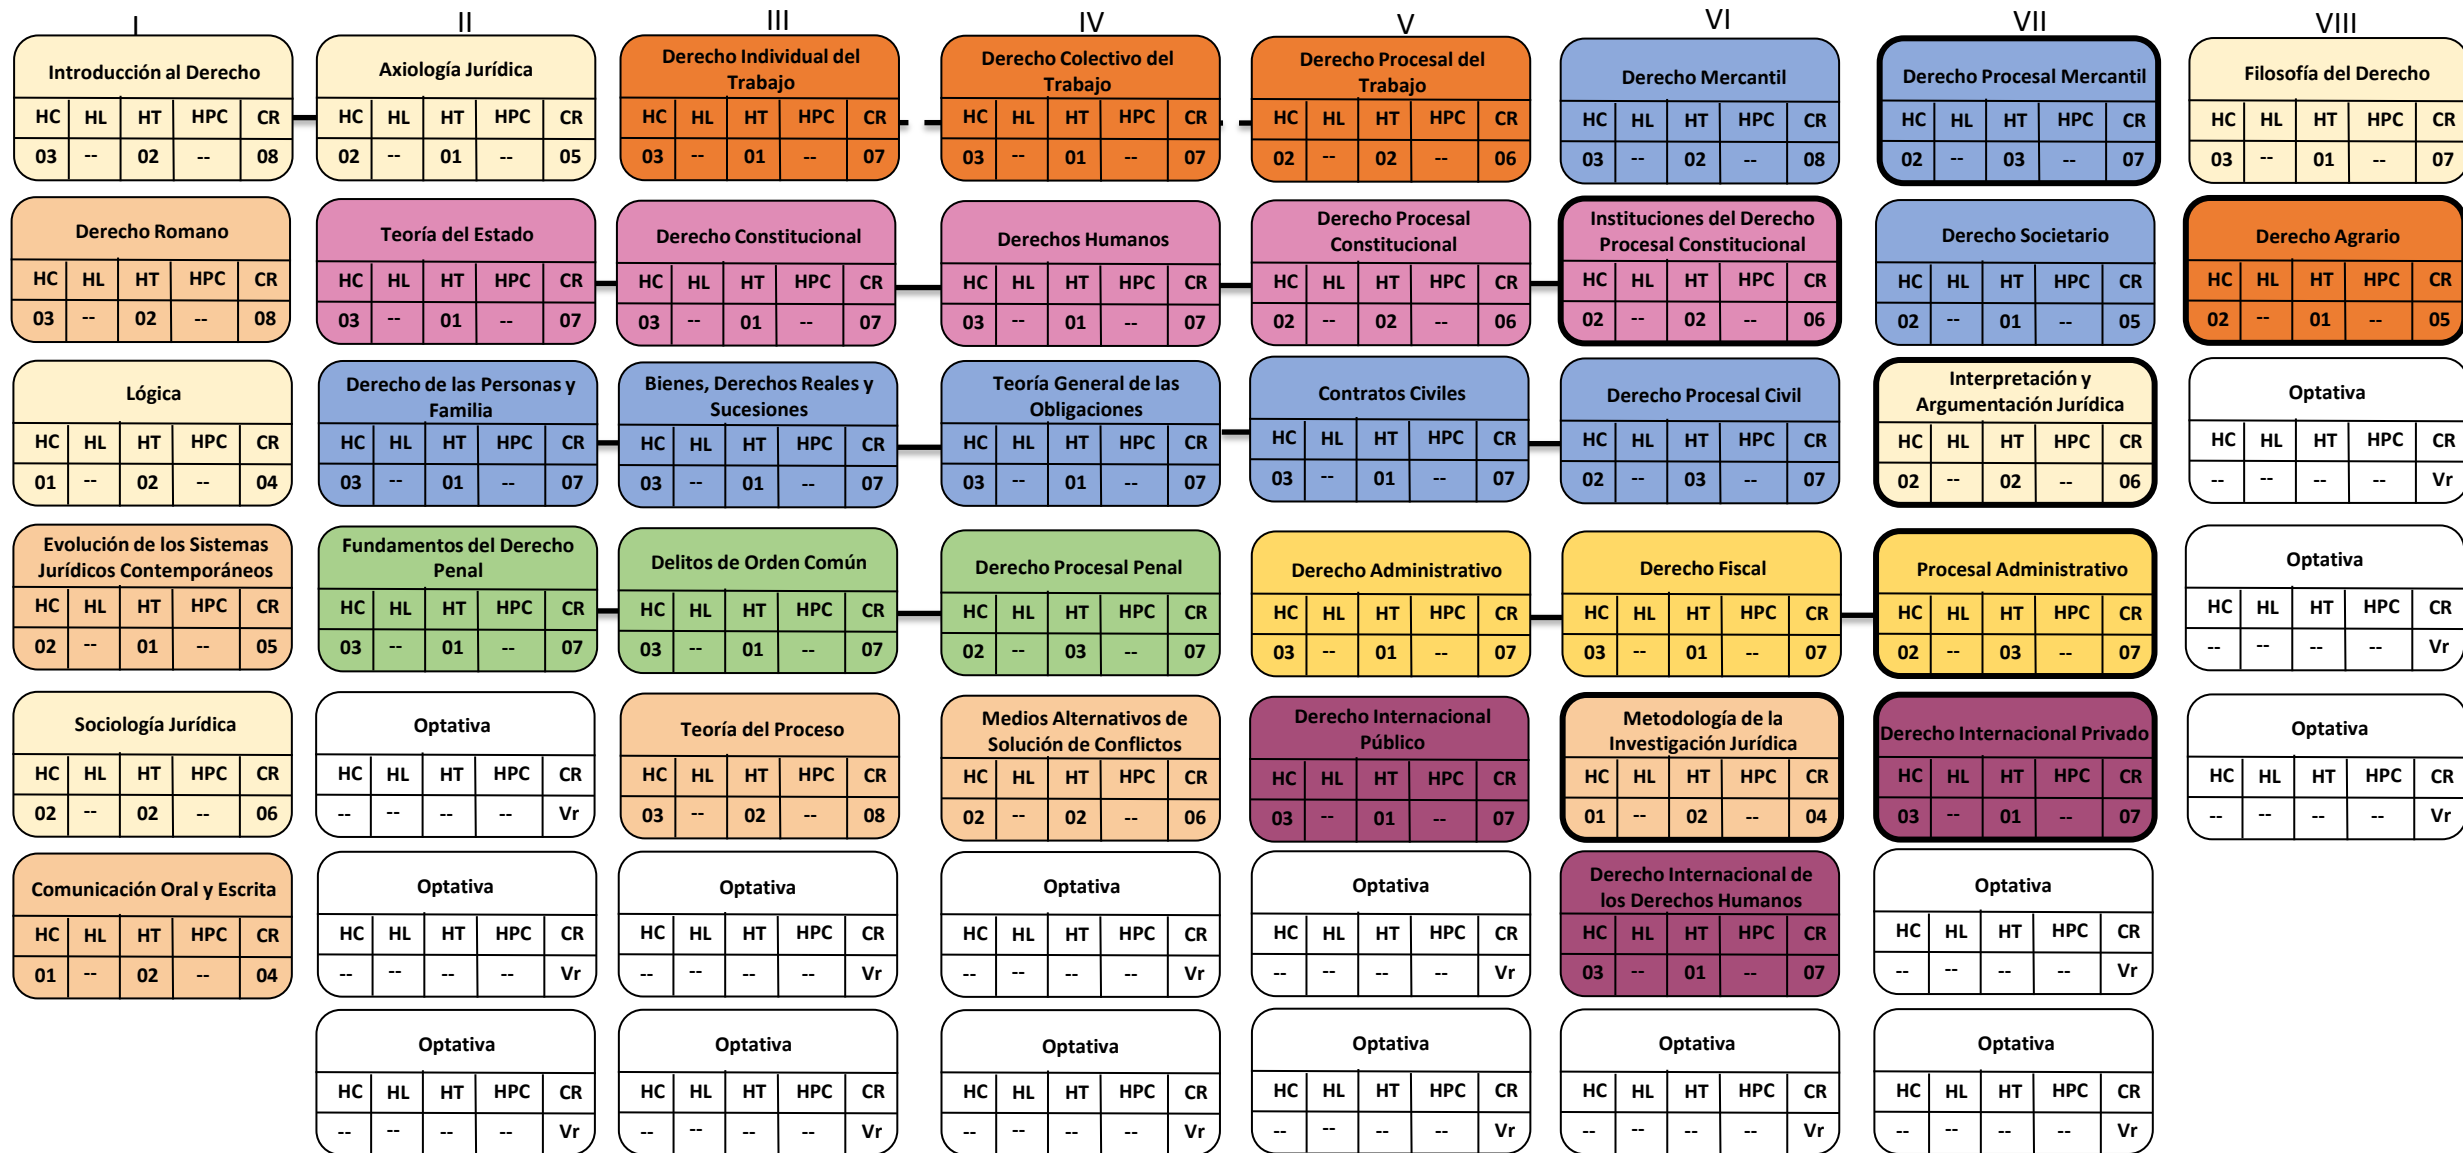 I
Introducción al Derecho
HC HL HT HPC CR
03 -- 02 -- 08
Derecho Romano
HC HL HT HPC CR
03 -- 02 -- 08
Lógica
HC HL HT HPC CR
01 -- 02 -- 04
Evolución de los Sistemas
Jurídicos Contemporáneos
HC HL HT HPC CR
02 -- 01 -- 05
Sociología Jurídica
HC HL HT HPC CR
02 -- 02 -- 06
Comunicación Oral y Escrita
HC HL HT HPC CR
01 -- 02 -- 04
II
Axiología Jurídica
HC HL HT HPC CR
02 -- 01 -- 05
Teoría del Estado
HC HL HT HPC CR
03 -- 01 -- 07
Derecho de las Personas y
Familia
HC HL HT HPC CR
03 -- 01 -- 07
Fundamentos del Derecho
Penal
HC HL HT HPC CR
03 -- 01 -- 07
Optativa
HC HL HT HPC CR
-- -- -- -- Vr
Optativa
HC HL HT HPC CR
-- -- -- -- Vr
Optativa
HC HL HT HPC CR
-- -- -- -- Vr
III
Derecho Individual del
Trabajo
HC HL HT HPC CR
03 -- 01 -- 07
Derecho Constitucional
HC HL HT HPC CR
03 -- 01 -- 07
Bienes, Derechos Reales y
Sucesiones
HC HL HT HPC CR
03 -- 01 -- 07
Delitos de Orden Común
HC HL HT HPC CR
03 -- 01 -- 07
Teoría del Proceso
HC HL HT HPC CR
03 -- 02 -- 08
Optativa
HC HL HT HPC CR
-- -- -- -- Vr
Optativa
HC HL HT HPC CR
-- -- -- -- Vr
IV
Derecho Colectivo del
Trabajo
HC HL HT HPC CR
03 -- 01 -- 07
Derechos Humanos
HC HL HT HPC CR
03 -- 01 -- 07
Teoría General de las
Obligaciones
HC HL HT HPC CR
03 -- 01 -- 07
Derecho Procesal Penal
HC HL HT HPC CR
02 -- 03 -- 07
Medios Alternativos de
Solución de Conflictos
HC HL HT HPC CR
02 -- 02 -- 06
Optativa
HC HL HT HPC CR
-- -- -- -- Vr
Optativa
HC HL HT HPC CR
-- -- -- -- Vr
V
Derecho Procesal del
Trabajo
HC HL HT HPC CR
02 -- 02 -- 06
Derecho Procesal
Constitucional
HC HL HT HPC CR
02 -- 02 -- 06
Contratos Civiles
HC HL HT HPC CR
03 -- 01 -- 07
Derecho Administrativo
HC HL HT HPC CR
03 -- 01 -- 07
Derecho Internacional
Público
HC HL HT HPC CR
03 -- 01 -- 07
Optativa
HC HL HT HPC CR
-- -- -- -- Vr
Optativa
HC HL HT HPC CR
-- -- -- -- Vr
VI
Derecho Mercantil
HC HL HT HPC CR
03 -- 02 -- 08
Instituciones del Derecho
Procesal Constitucional
HC HL HT HPC CR
02 -- 02 -- 06
Derecho Procesal Civil
HC HL HT HPC CR
02 -- 03 -- 07
Derecho Fiscal
HC HL HT HPC CR
03 -- 01 -- 07
Metodología de la
Investigación Jurídica
HC HL HT HPC CR
01 -- 02 -- 04
Derecho Internacional de
los Derechos Humanos
HC HL HT HPC CR
03 -- 01 -- 07
Optativa
HC HL HT HPC CR
-- -- -- -- Vr
VII
Derecho Procesal Mercantil
HC HL HT HPC CR
02 -- 03 -- 07
Derecho Societario
HC HL HT HPC CR
02 -- 01 -- 05
Interpretación y
Argumentación Jurídica
HC HL HT HPC CR
02 -- 02 -- 06
Procesal Administrativo
HC HL HT HPC CR
02 -- 03 -- 07
Derecho Internacional Privado
HC HL HT HPC CR
03 -- 01 -- 07
Optativa
HC HL HT HPC CR
-- -- -- -- Vr
Optativa
HC HL HT HPC CR
-- -- -- -- Vr
VIII
Filosofía del Derecho
HC HL HT HPC CR
03 -- 01 -- 07
Derecho Agrario
HC HL HT HPC CR
02 -- 01 -- 05
Optativa
HC HL HT HPC CR
-- -- -- -- Vr
Optativa
HC HL HT HPC CR
-- -- -- -- Vr
Optativa
HC HL HT HPC CR
-- -- -- -- Vr